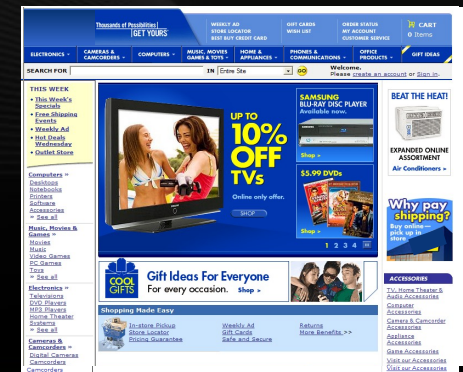 Thousands of Possibilities
GET YOURS
WEEKLY AD
STORE LOCATOR
BEST BUY CREDIT CARD
GIFT CARDS
WISH LIST
ORDER STATUS
MY ACCOUNT
CUSTOMER SERVICE
CART
0 Items
ELECTRONICS
CAMERAS & CAMCORDERS
COMPUTERS
MUSIC, MOVIES GAMES & TOYS
HOME & APPLIANCES
PHONES & COMMUNICATIONS
OFFICE PRODUCTS
GIFT IDEAS
SEARCH FOR
IN Entire Site
GO
Welcome.
Please create an account or Sign in.
THIS WEEK
• This Week's
Specials
• Free Shipping
Events
• Weekly Ad
• Hot Deals
Wednesday
• Outlet Store
Computers »
Desktops
Notebooks
Printers
Software
Accessories
» See all
Music, Movies &
Games »
Movies
Music
Video Games
PC Games
Toys
» See all
Electronics »
Televisions
DVD Players
MP3 Players
Home Theater
Systems
» See all
Cameras &
Camcorders »
Digital Cameras
Camcorders
Camcorders
UP TO
10%
OFF
TVs
Online only offer.
SHOP
SAMSUNG
BLU-RAY DISC PLAYER
Available now.
Shop
$5.99 DVDs
Shop
1 2 3 4
COOL
GIFTS
Gift Ideas For Everyone
For every occasion. Shop
Shopping Made Easy
In-store Pickup
Store Locator
Pricing Guarantee
Weekly Ad
Gift Cards
Safe and Secure
Returns
More Benefits >>
BEAT THE HEAT!
EXPANDED ONLINE
ASSORTMENT
Air Conditioners
Why pay
shipping?
Buy online—
pick up in
store
ACCESSORIES
TV, Home Theater &
Audio Accessories
Computer
Accessories
Camera & Camcorder
Accessories
Appliance
Accessories
Game Accessories
Visit our Accessories
Visit our Accessories